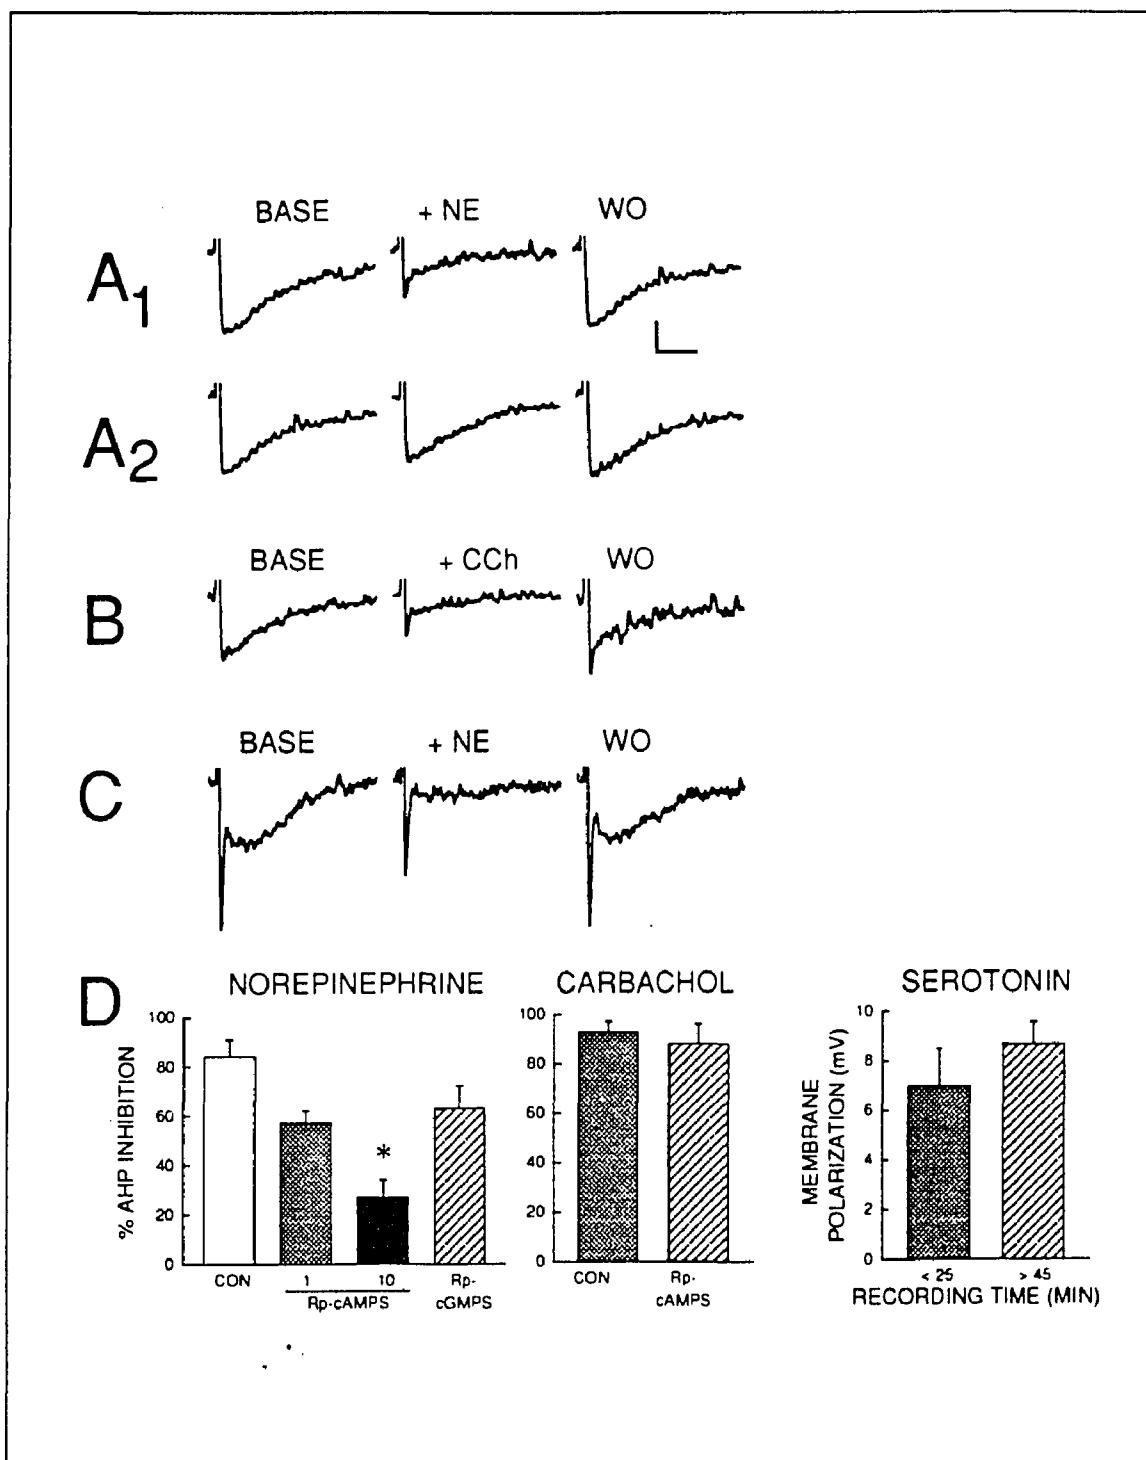 BASE + NE WO
A1
A2
BASE + CCh WO
B
BASE + NE WO
C
D
NOREPINEPHRINE
% AHP INHIBITION
100
80
60
40
20
0
CON
1 10
Rp-cAMPS
Rp-
cGMPS
CARBACHOL
100
80
60
40
20
0
CON
Rp-
cAMPS
SEROTONIN
MEMBRANE
POLARIZATION (mV)
10
8
6
4
2
0
*
< 25 > 45
RECORDING TIME (MIN)